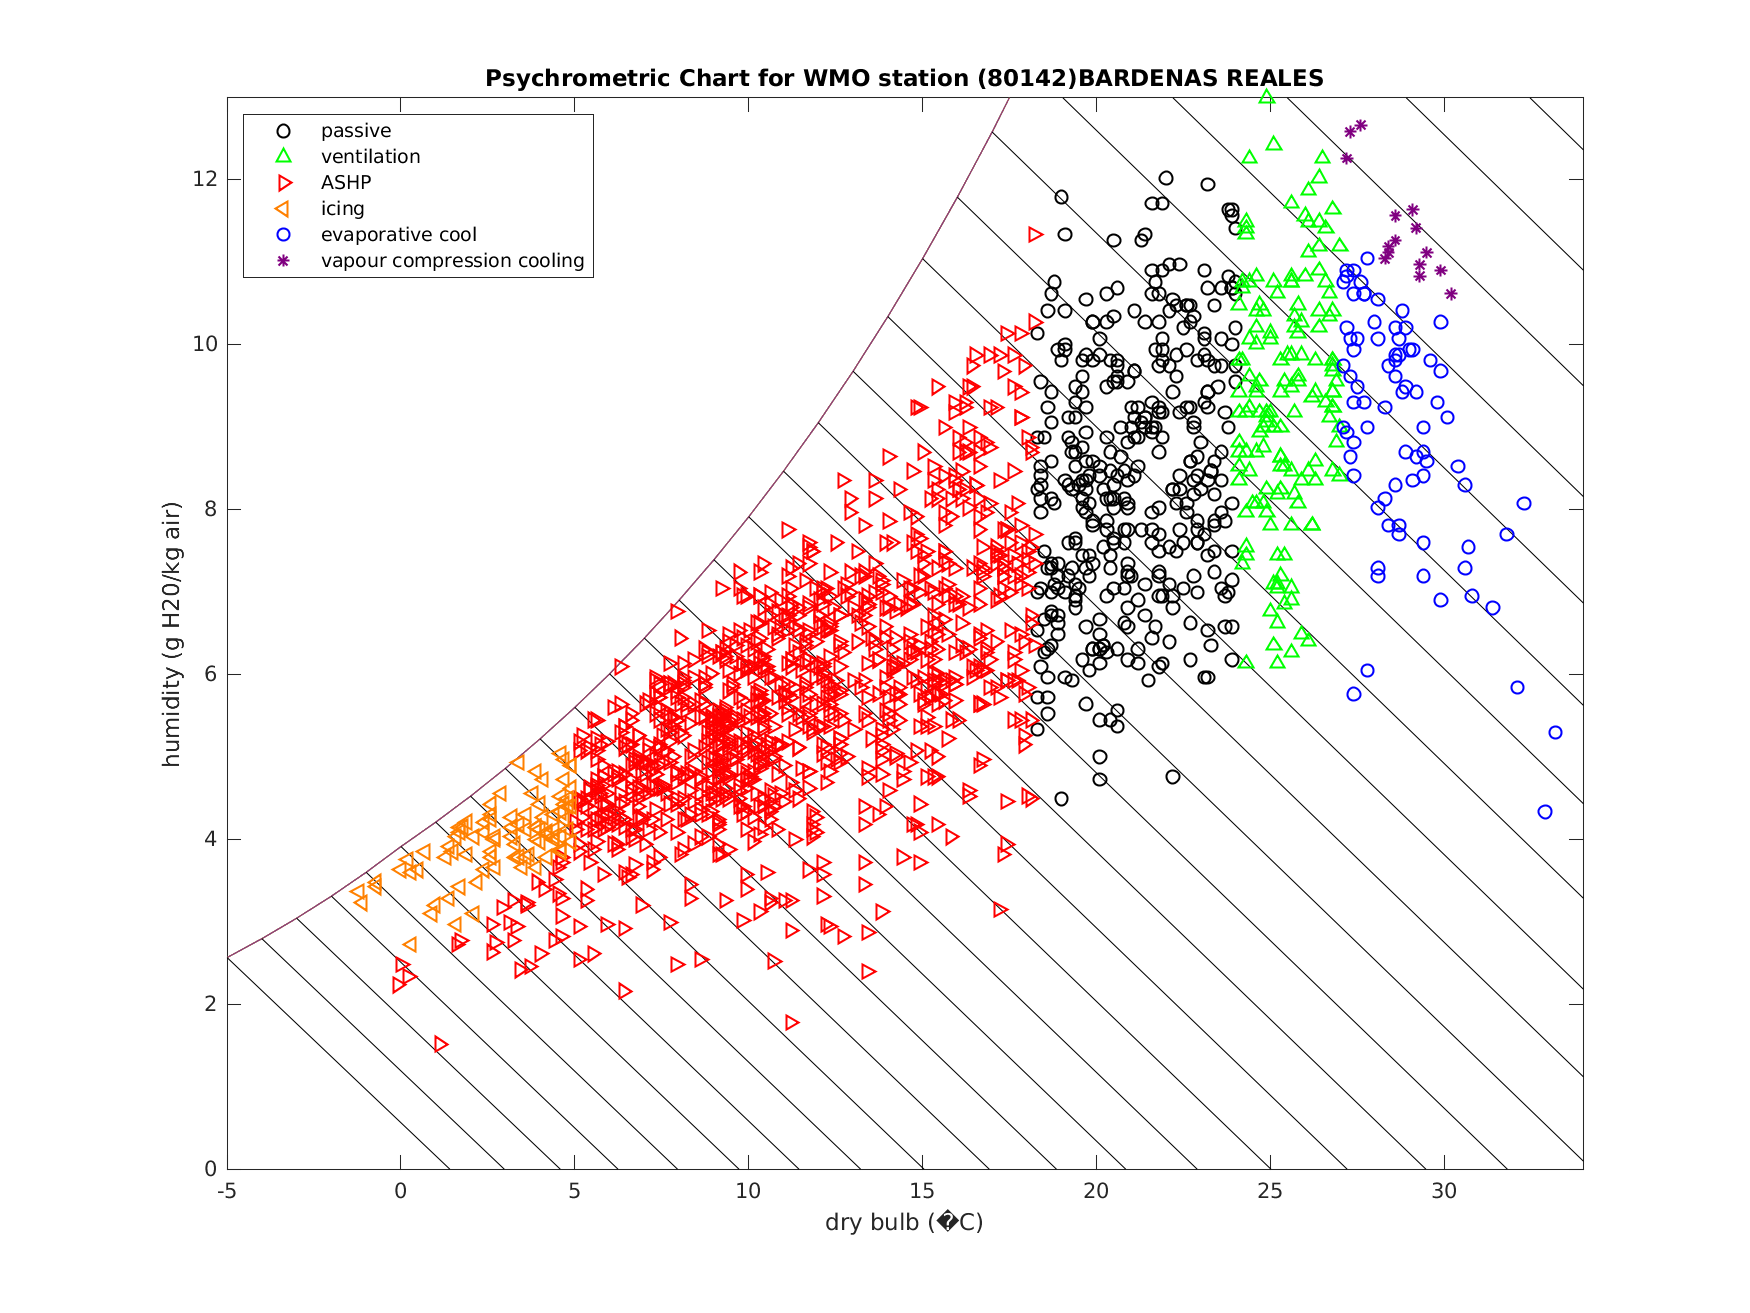 Psychrometric Chart for WMO station (80142)BARDENAS REALES
passive
ventilation
ASHP
icing
evaporative cool
vapour compression cooling
humidity (g H20/kg air)
12
10
8
6
4
2
0
-5 0 5 10 15 20 25 30
dry bulb (�C)